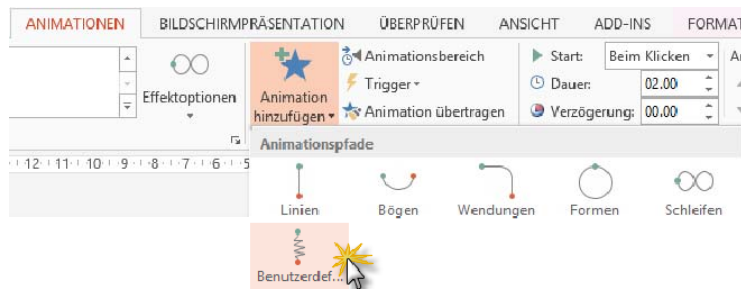 ANIMATIONEN BILDSCHIRMPRÄSENTATION ÜBERPRÜFEN ANSICHT ADD-INS FORMAT
Effektoptionen
Animation hinzufügen
Animationsbereich
Trigger
Animation übertragen
Start: Beim Klicken
Dauer: 02.00
Verzögerung: 00.00
Animationspfade
12 11 10 9 8 7 6 5
Linien Bögen Wendungen Formen Schleifen
Benutzerdef...